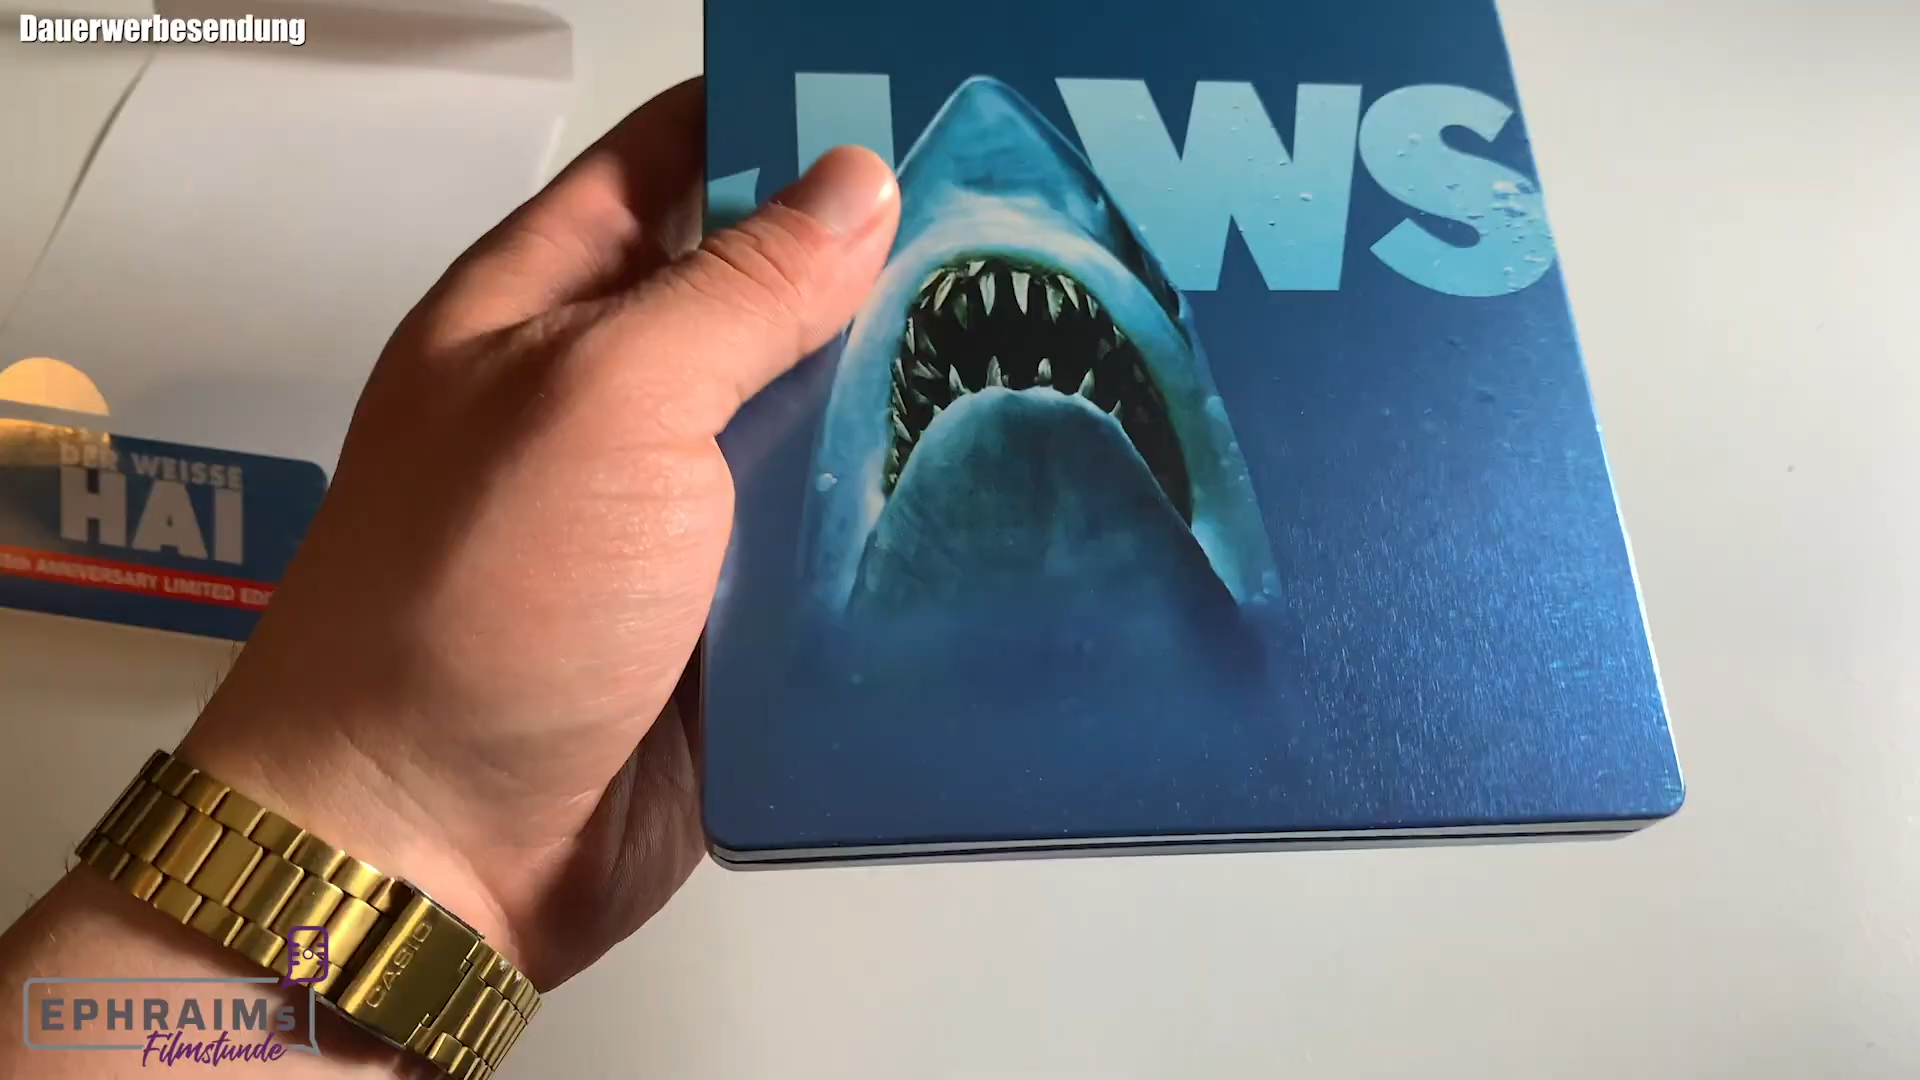 Dauerwerbesendung
JAWS
DER WEISSE
HAI
ANNIVERSARY LIMITED
CASIO
EPHRAIMs
Filmstunde